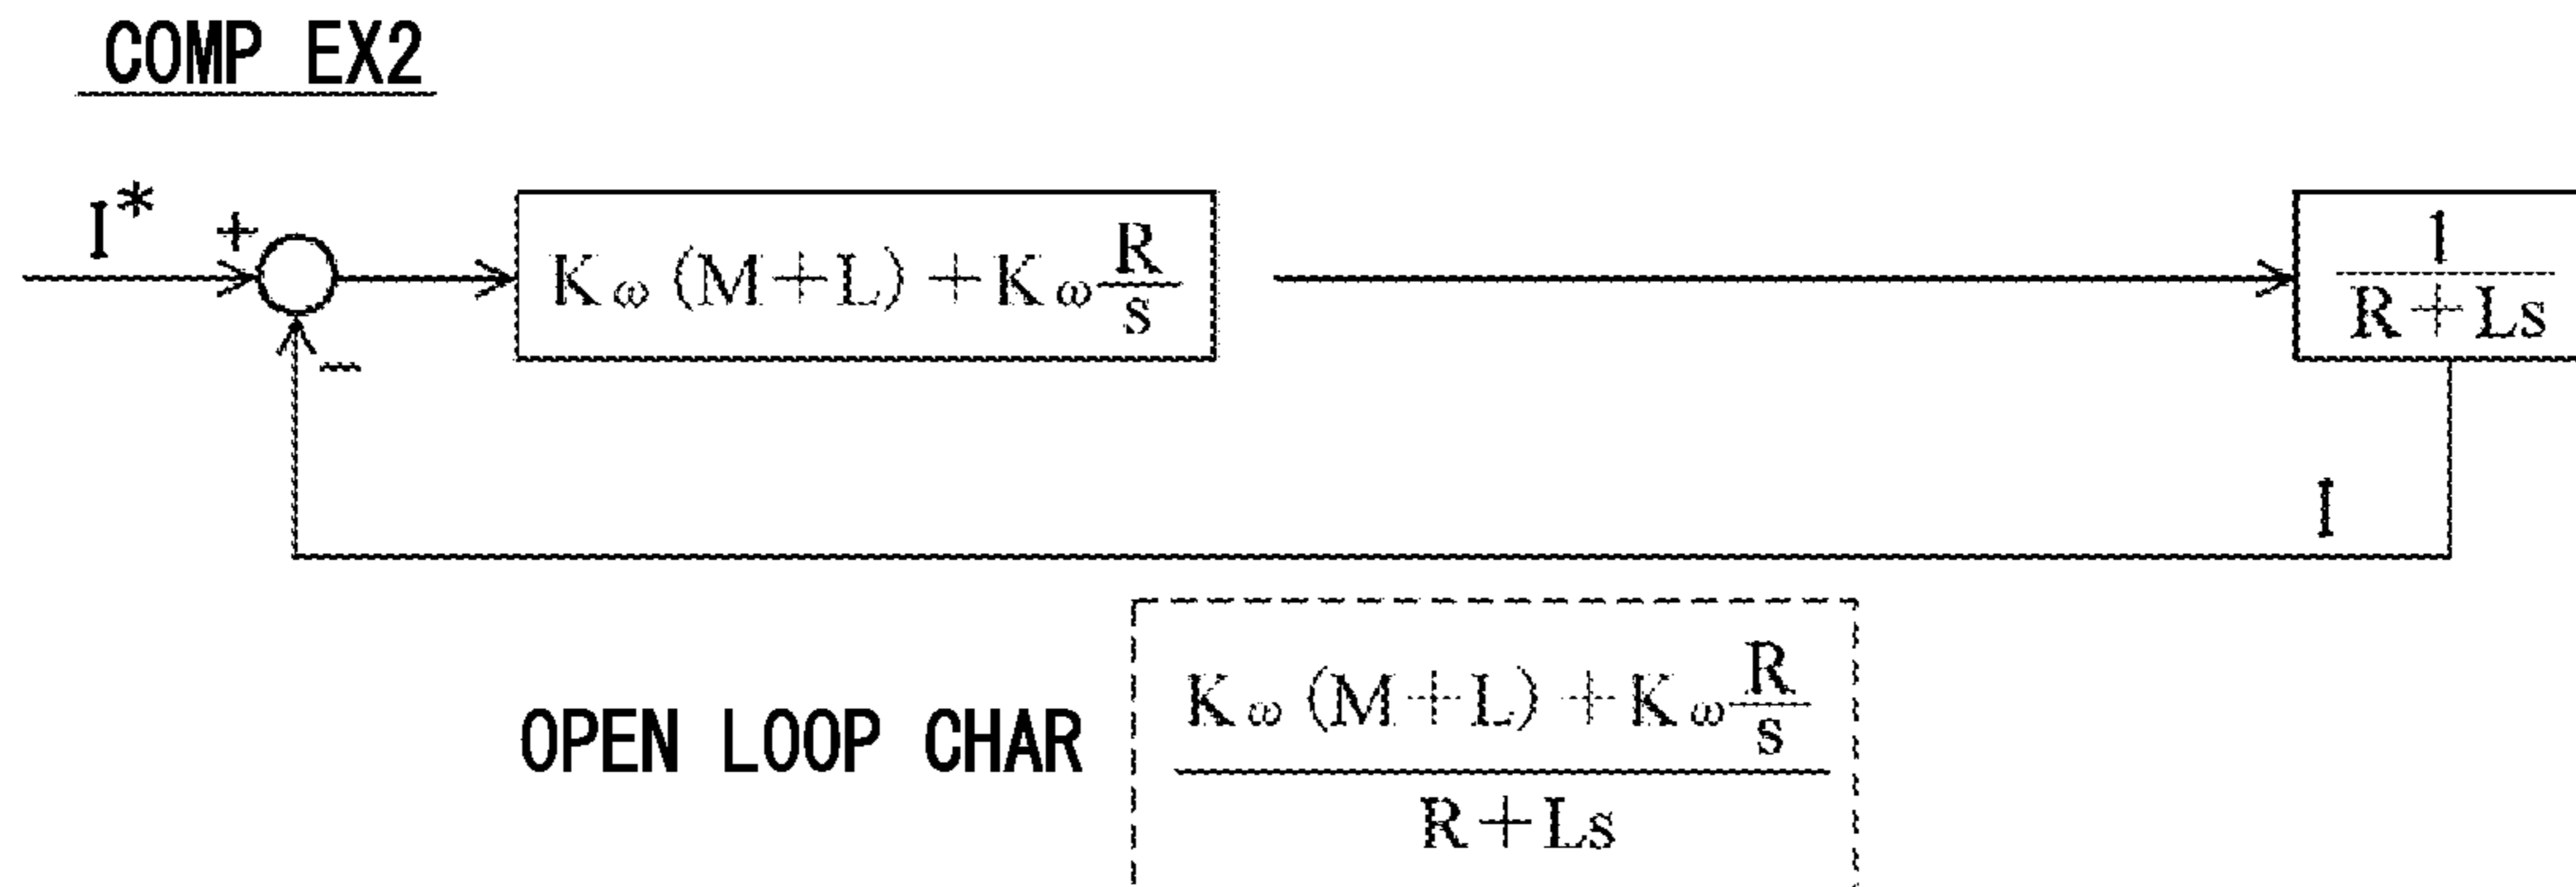 COMP EX2
I* + Kω(M+L)+Kω R/s 1/(R+Ls)
−
I
OPEN LOOP CHAR (Kω(M+L)+Kω R/s)/(R+Ls)